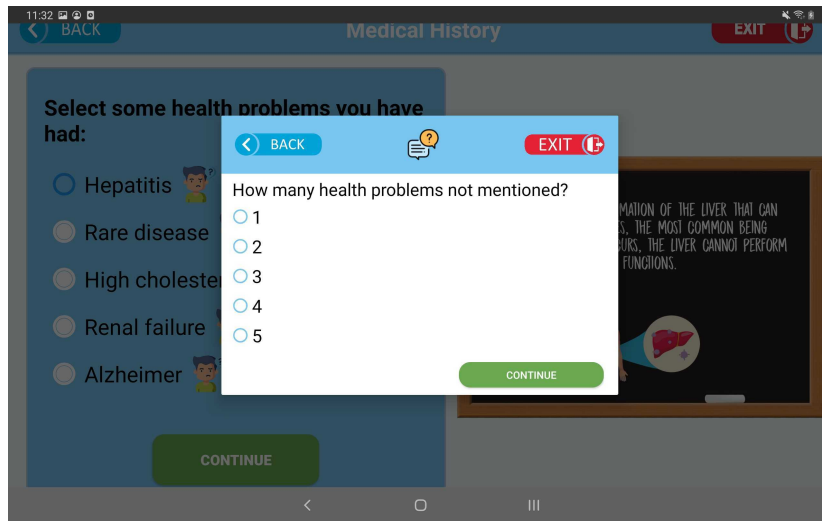 11:32
BACK
Medical History
EXIT
Select some health problems you have
had:
Hepatitis
Rare disease
High choleste
Renal failure
Alzheimer
CONTINUE
BACK
EXIT
How many health problems not mentioned?
1
2
3
4
5
CONTINUE
MATION OF THE LIVER THAT CAN
S, THE MOST COMMON BEING
URS, THE LIVER CANNOT PERFORM
FUNCTIONS.